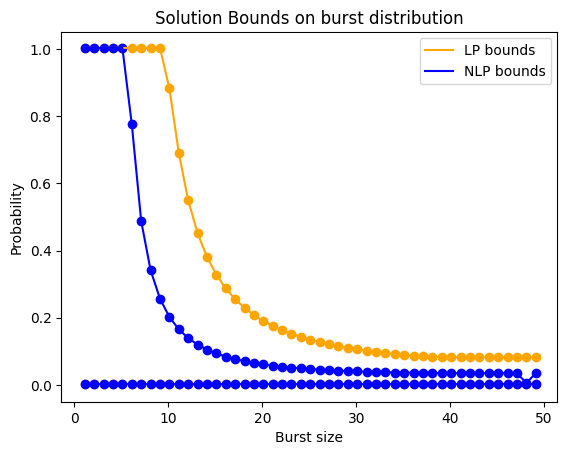 Solution Bounds on burst distribution
LP bounds
NLP bounds
1.0
0.8
0.6
0.4
0.2
0.0
Probability
0
10
20
30
40
50
Burst size